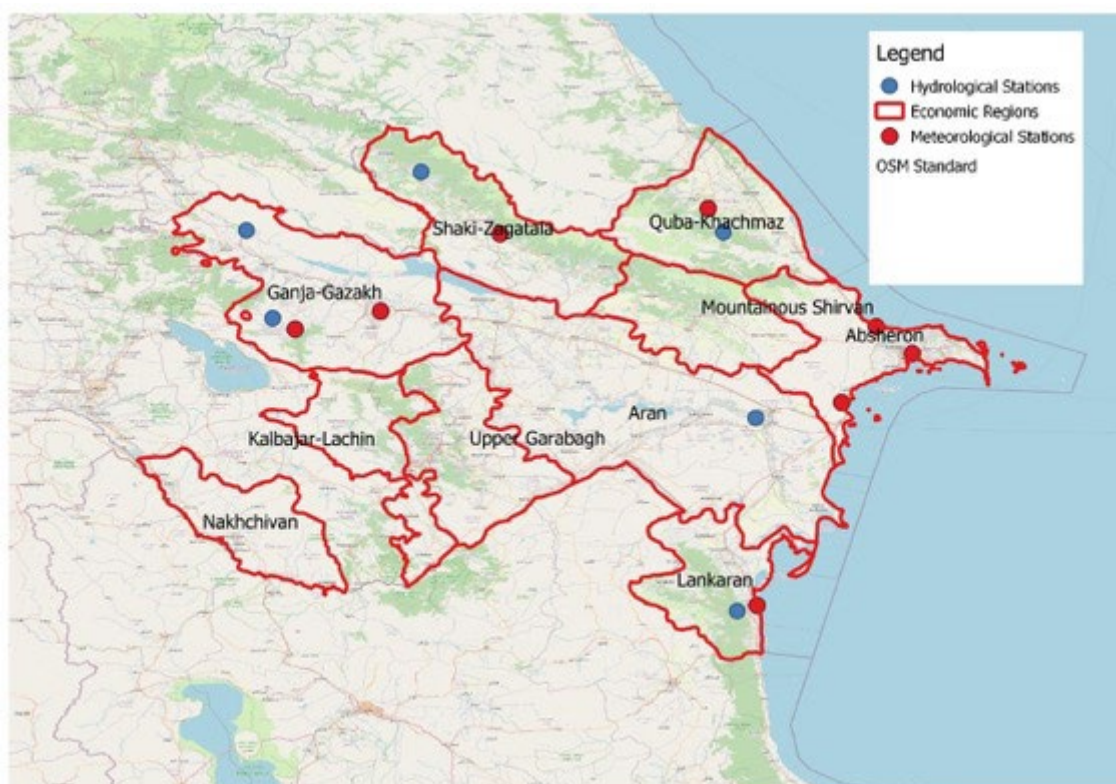 Legend
Hydrological Stations
Economic Regions
Meteorological Stations
OSM Standard
Shaki-Zagatala
Quba-Khachmaz
Ganja-Gazakh
Mountainous Shirvan
Absheron
Aran
Kalbajar-Lachin
Upper Garabagh
Nakhchivan
Lankaran